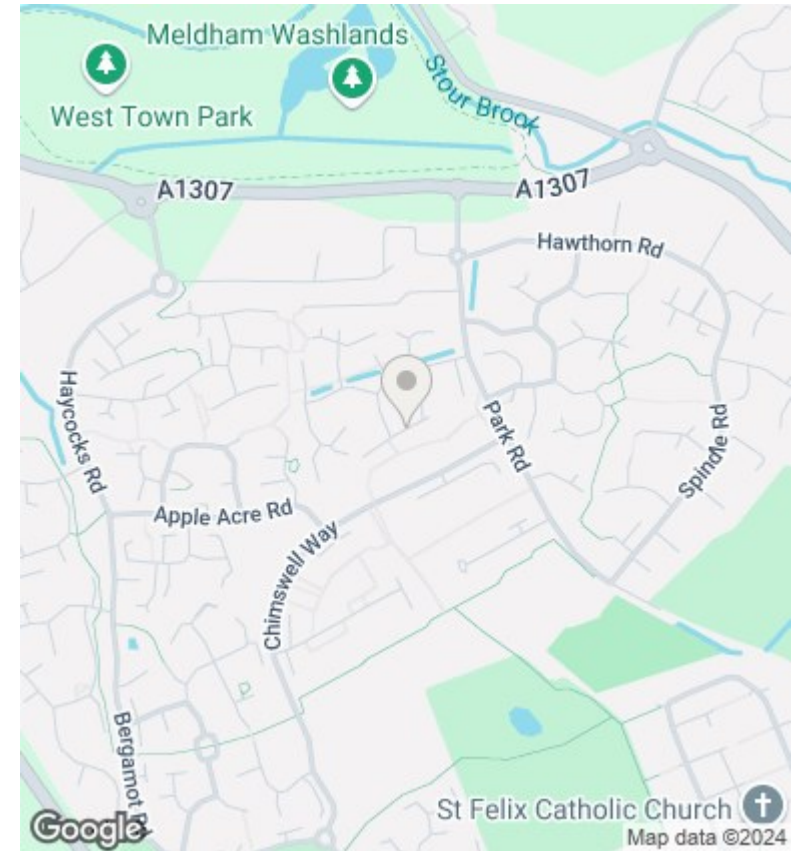 Meldham Washlands
West Town Park
Stour Brook
A1307
A1307
Hawthorn Rd
Haycocks Rd
Park Rd
Spindle Rd
Apple Acre Rd
Chimswell Way
Bergamot Rd
St Felix Catholic Church
Google
Map data ©2024